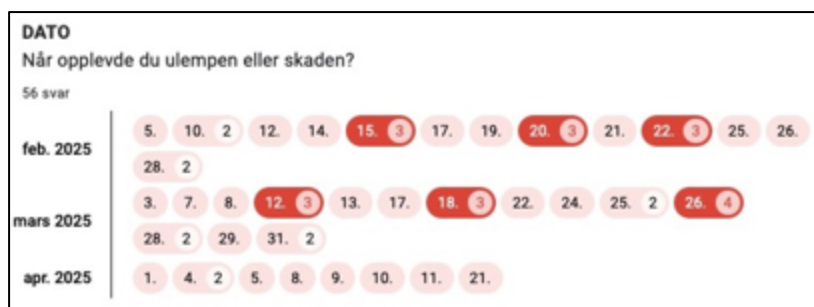 DATO
Når opplevde du ulempen eller skaden?
56 svar
feb. 2025
5. 10. 2 12. 14. 15. 3 17. 19. 20. 3 21. 22. 3 25. 26.
28. 2
mars 2025
3. 7. 8. 12. 3 13. 17. 18. 3 22. 24. 25. 2 26. 4
28. 2 29. 31. 2
apr. 2025
1. 4. 2 5. 8. 9. 10. 11. 21.